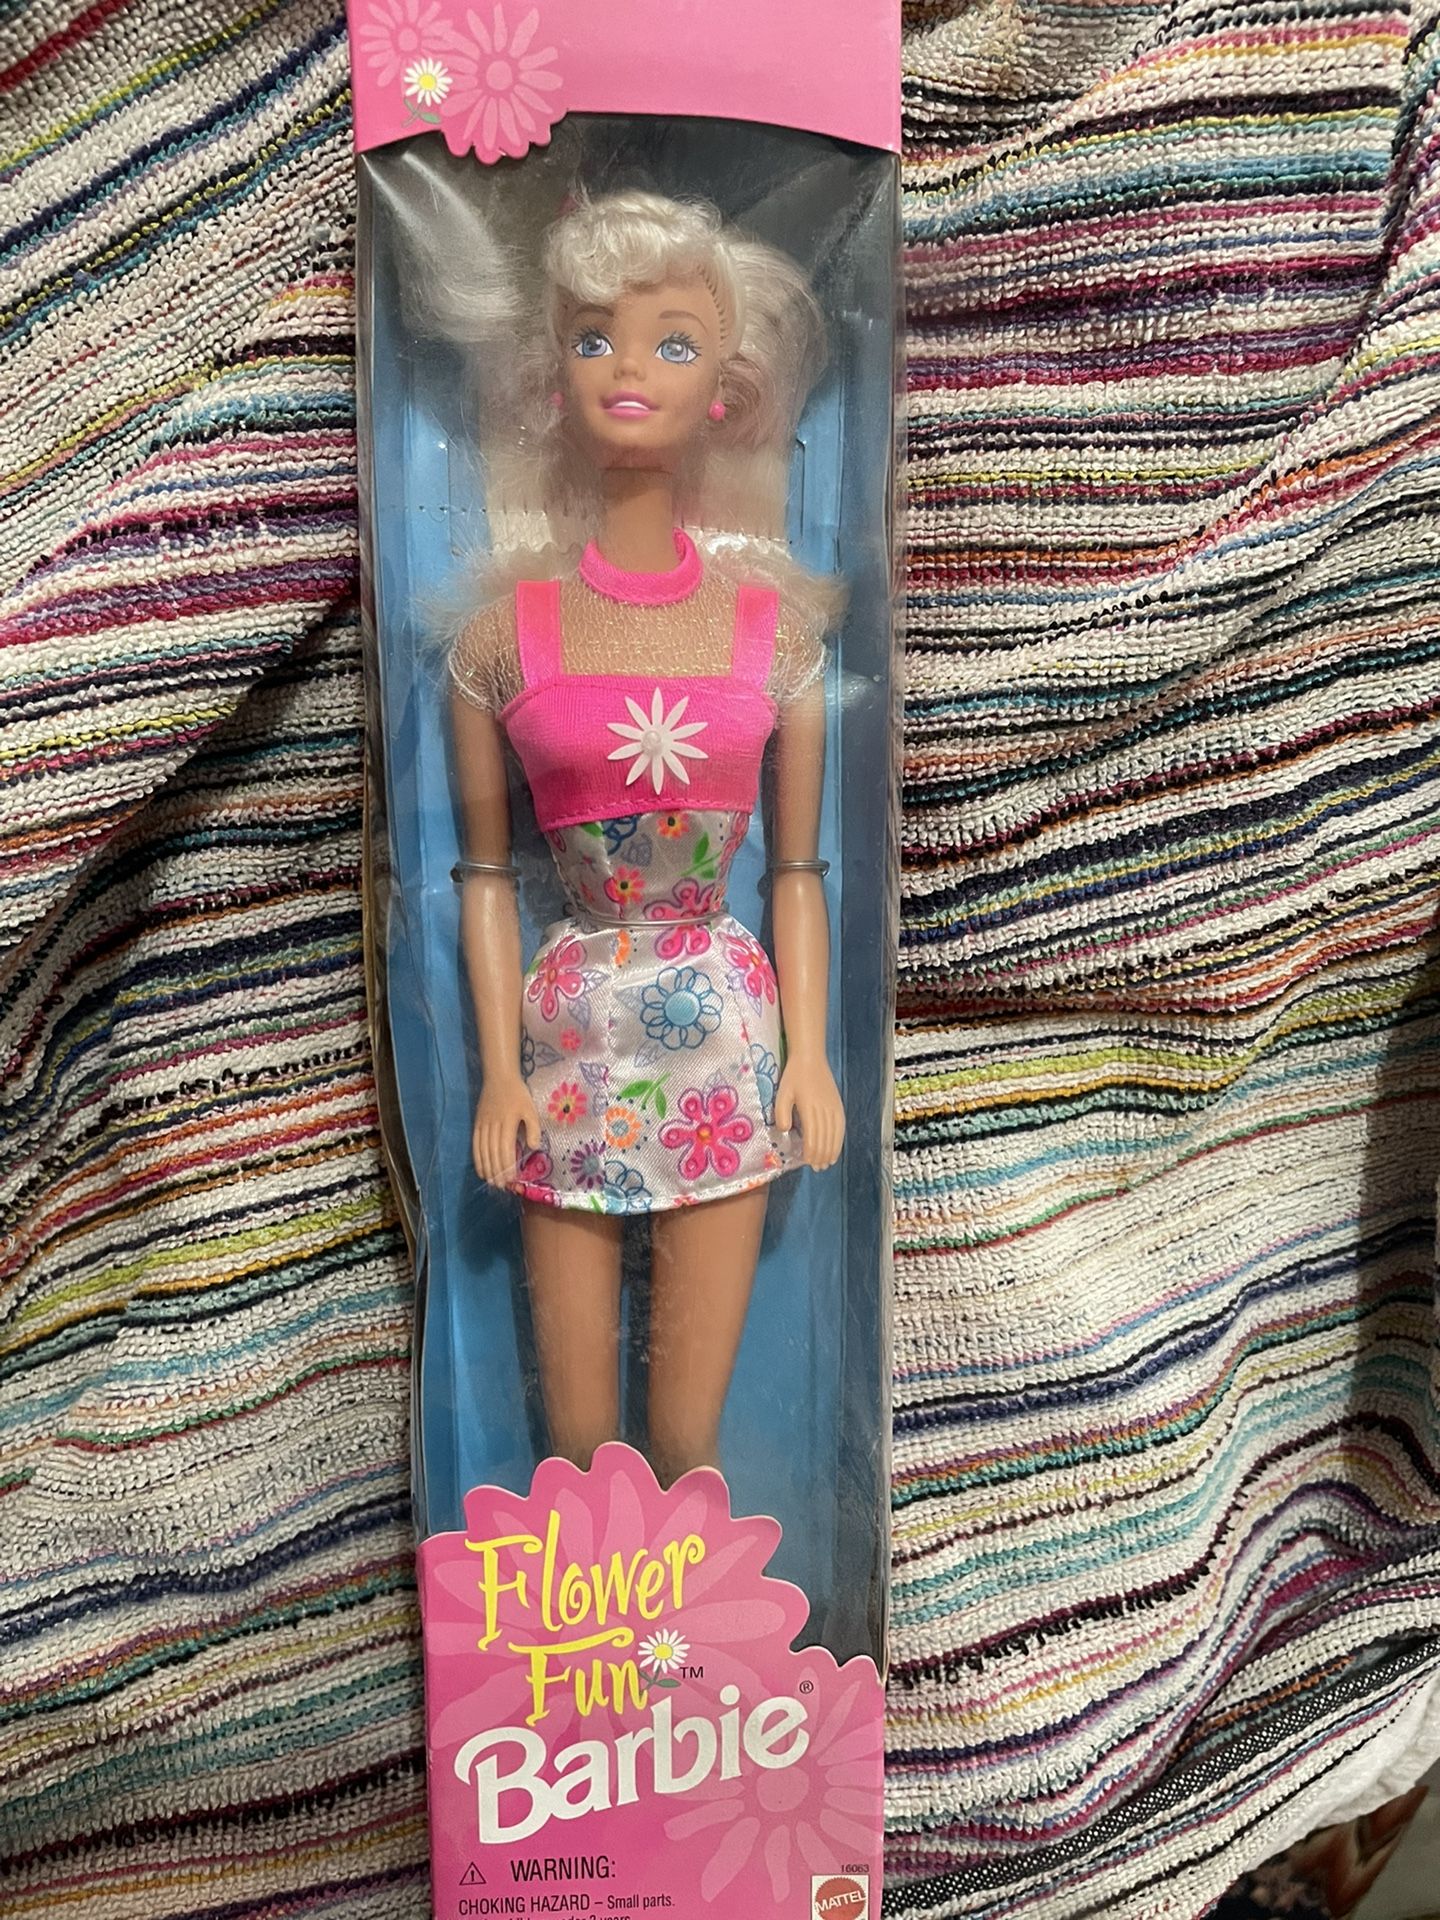 Flower
Fun™
Barbie®
⚠ WARNING:
CHOKING HAZARD – Small parts.
16063
MATTEL